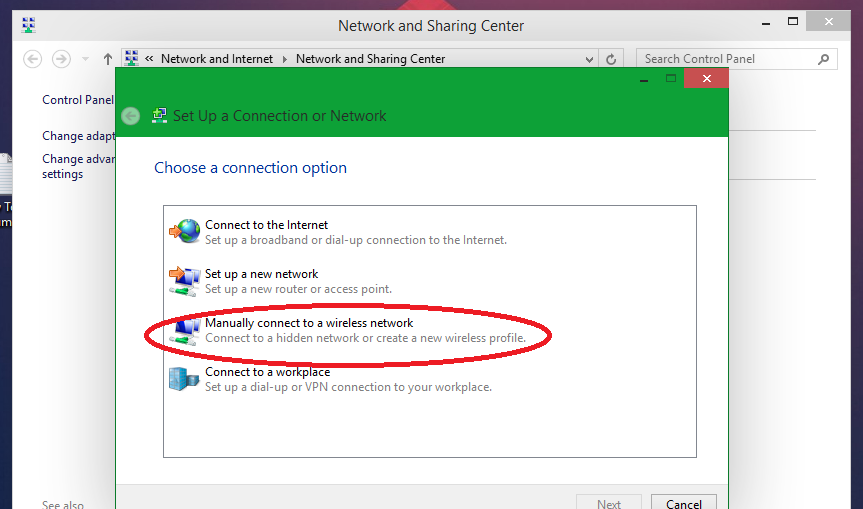 Network and Sharing Center
« Network and Internet Network and Sharing Center
Search Control Panel
Control Panel
Change adapt
Change advar
settings
Set Up a Connection or Network
Choose a connection option
Connect to the Internet
Set up a broadband or dial-up connection to the Internet.
Set up a new network
Set up a new router or access point.
Manually connect to a wireless network
Connect to a hidden network or create a new wireless profile.
Connect to a workplace
Set up a dial-up or VPN connection to your workplace.
See also
Next
Cancel